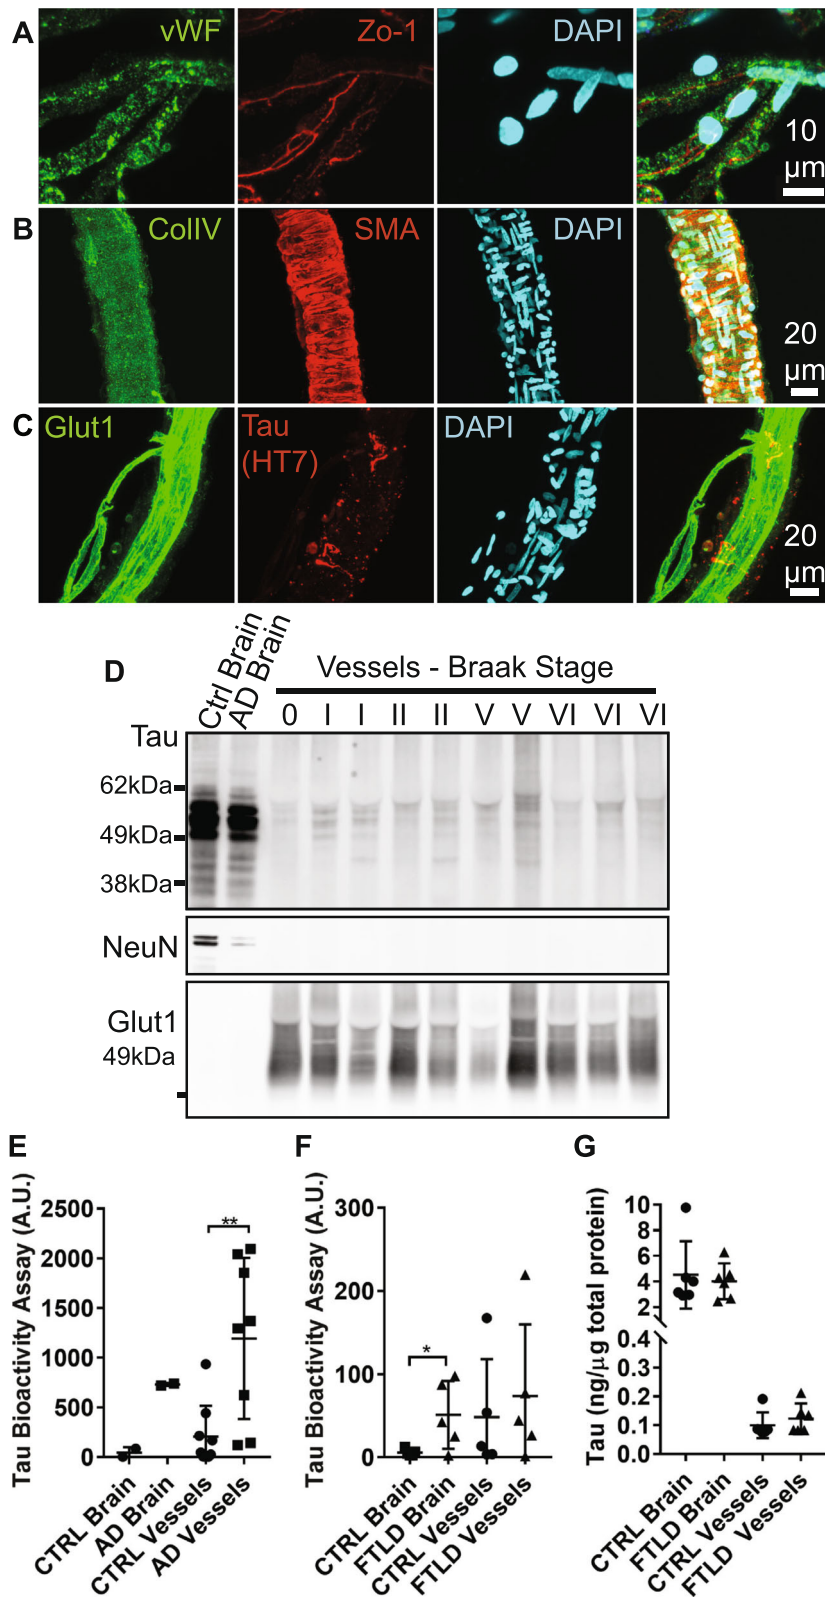 A
vWF
Zo-1
DAPI
10
µm
B
ColIV
SMA
DAPI
20
µm
C
Glut1
Tau
(HT7)
DAPI
20
µm
D
Ctrl Brain
AD Brain
Vessels - Braak Stage
0 I I II II V V VI VI VI
Tau
62kDa
49kDa
38kDa
NeuN
Glut1
49kDa
E
Tau Bioactivity Assay (A.U.)
2500
2000
1500
1000
500
0
**
CTRL Brain
AD Brain
CTRL Vessels
AD Vessels
F
Tau Bioactivity Assay (A.U.)
300
200
100
0
*
CTRL Brain
FTLD Brain
CTRL Vessels
FTLD Vessels
G
Tau (ng/µg total protein)
10
8
6
4
2
0.4
0.3
0.2
0.1
0.0
CTRL Brain
FTLD Brain
CTRL Vessels
FTLD Vessels